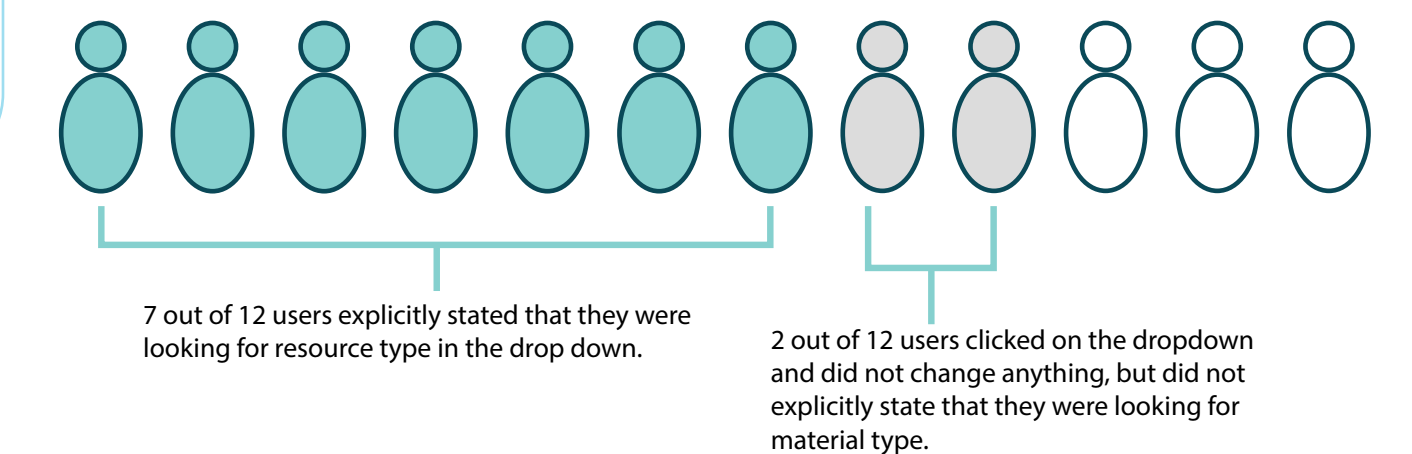 7 out of 12 users explicitly stated that they were
looking for resource type in the drop down.
2 out of 12 users clicked on the dropdown
and did not change anything, but did not
explicitly state that they were looking for
material type.